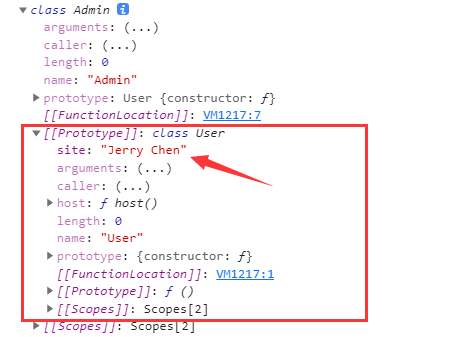 class Admin i
arguments: (...)
caller: (...)
length: 0
name: "Admin"
prototype: User {constructor: ƒ}
[[FunctionLocation]]: VM1217:7
[[Prototype]]: class User
site: "Jerry Chen"
arguments: (...)
caller: (...)
host: ƒ host()
length: 0
name: "User"
prototype: {constructor: ƒ}
[[FunctionLocation]]: VM1217:1
[[Prototype]]: ƒ ()
[[Scopes]]: Scopes[2]
[[Scopes]]: Scopes[2]